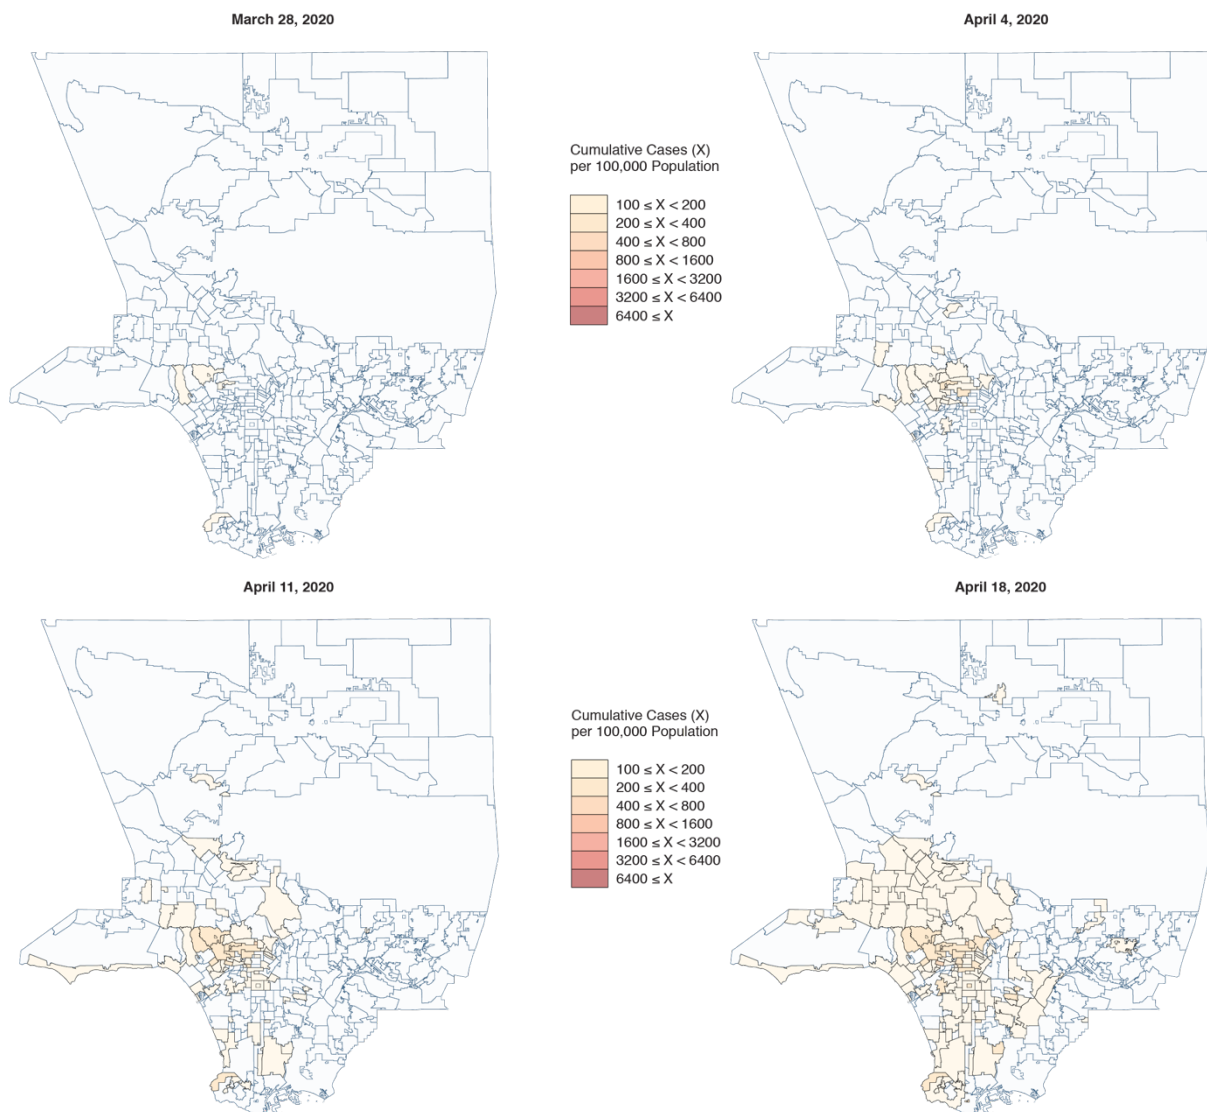 March 28, 2020
April 4, 2020
Cumulative Cases (X)
per 100,000 Population
100 ≤ X < 200
200 ≤ X < 400
400 ≤ X < 800
800 ≤ X < 1600
1600 ≤ X < 3200
3200 ≤ X < 6400
6400 ≤ X
April 11, 2020
April 18, 2020
Cumulative Cases (X)
per 100,000 Population
100 ≤ X < 200
200 ≤ X < 400
400 ≤ X < 800
800 ≤ X < 1600
1600 ≤ X < 3200
3200 ≤ X < 6400
6400 ≤ X